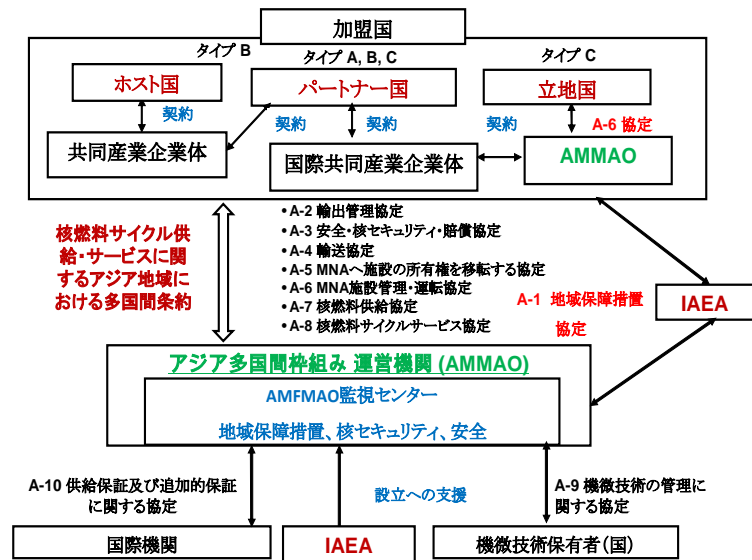 加盟国
タイプ B
タイプ A, B, C
タイプ C
ホスト国
パートナー国
立地国
契約
契約
契約
契約
A-6 協定
共同産業企業体
国際共同産業企業体
AMMAO
核燃料サイクル供
給・サービスに関
するアジア地域に
おける多国間条約
• A-2 輸出管理協定
• A-3 安全・核セキュリティ・賠償協定
• A-4 輸送協定
• A-5 MNAへ施設の所有権を移転する協定
• A-6 MNA施設管理・運転協定
• A-7 核燃料供給協定
• A-8 核燃料サイクルサービス協定
A-1 地域保障措置
協定
IAEA
アジア多国間枠組み 運営機関 (AMMAO)
AMFMAO監視センター
地域保障措置、核セキュリティ、安全
A-10 供給保証及び追加的保証
に関する協定
設立への支援
A-9 機微技術の管理に
関する協定
国際機関
IAEA
機微技術保有者(国)